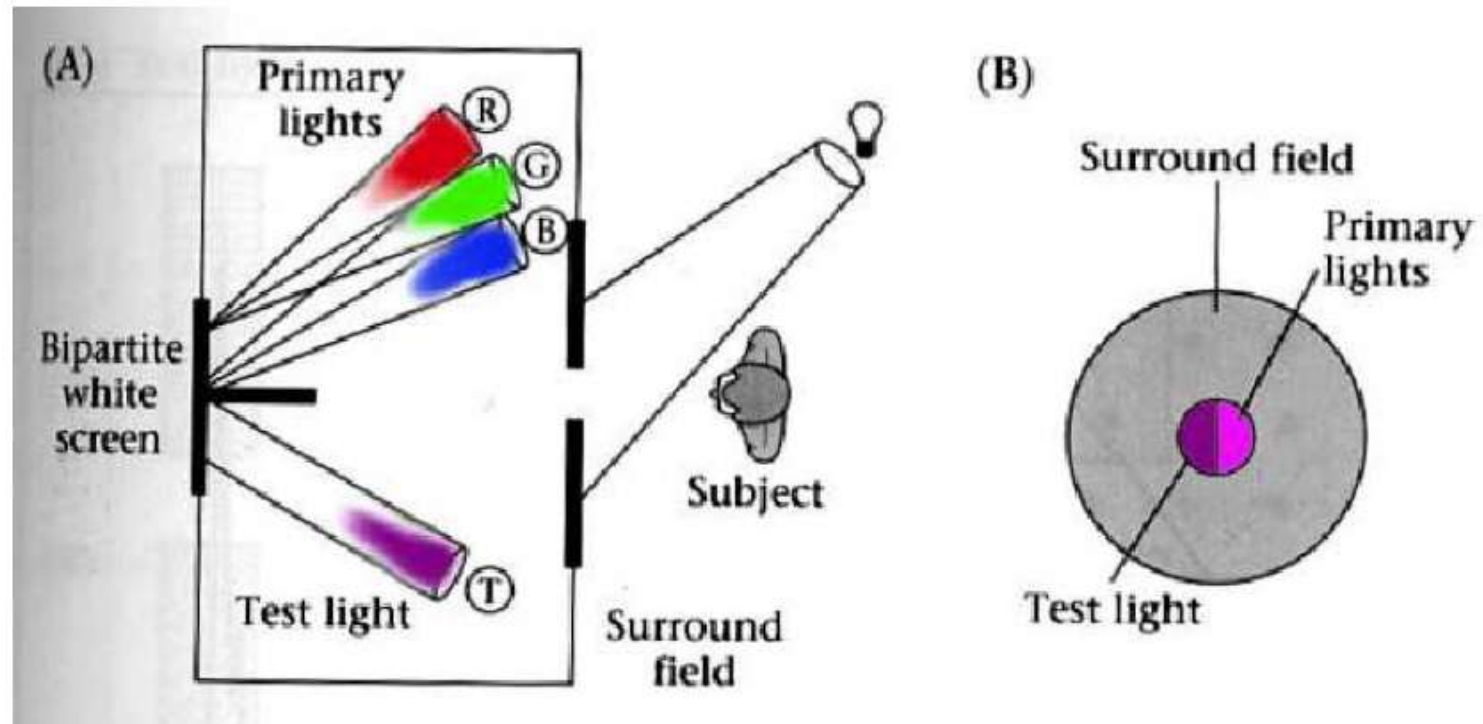 (A)
Primary
lights
R
G
B
Bipartite
white
screen
Test light
T
Subject
Surround
field
(B)
Surround field
Primary
lights
Test light